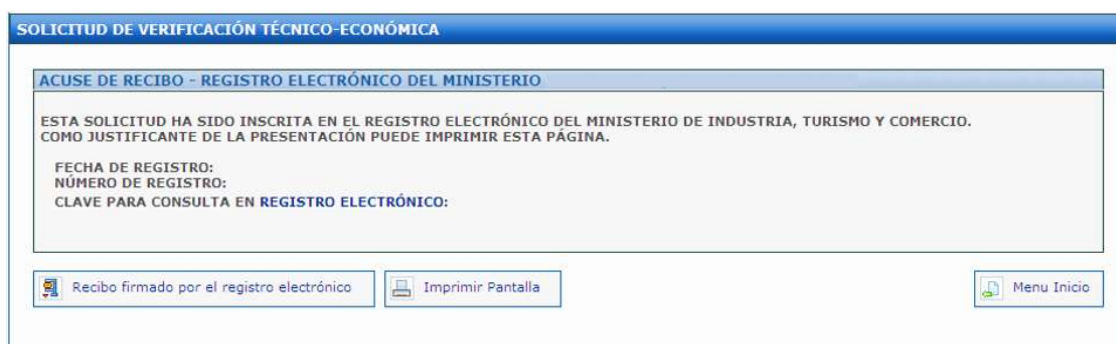 SOLICITUD DE VERIFICACIÓN TÉCNICO-ECONÓMICA
ACUSE DE RECIBO - REGISTRO ELECTRÓNICO DEL MINISTERIO
ESTA SOLICITUD HA SIDO INSCRITA EN EL REGISTRO ELECTRÓNICO DEL MINISTERIO DE INDUSTRIA, TURISMO Y COMERCIO.
COMO JUSTIFICANTE DE LA PRESENTACIÓN PUEDE IMPRIMIR ESTA PÁGINA.
FECHA DE REGISTRO:
NÚMERO DE REGISTRO:
CLAVE PARA CONSULTA EN REGISTRO ELECTRÓNICO:
Recibo firmado por el registro electrónico Imprimir Pantalla Menu Inicio